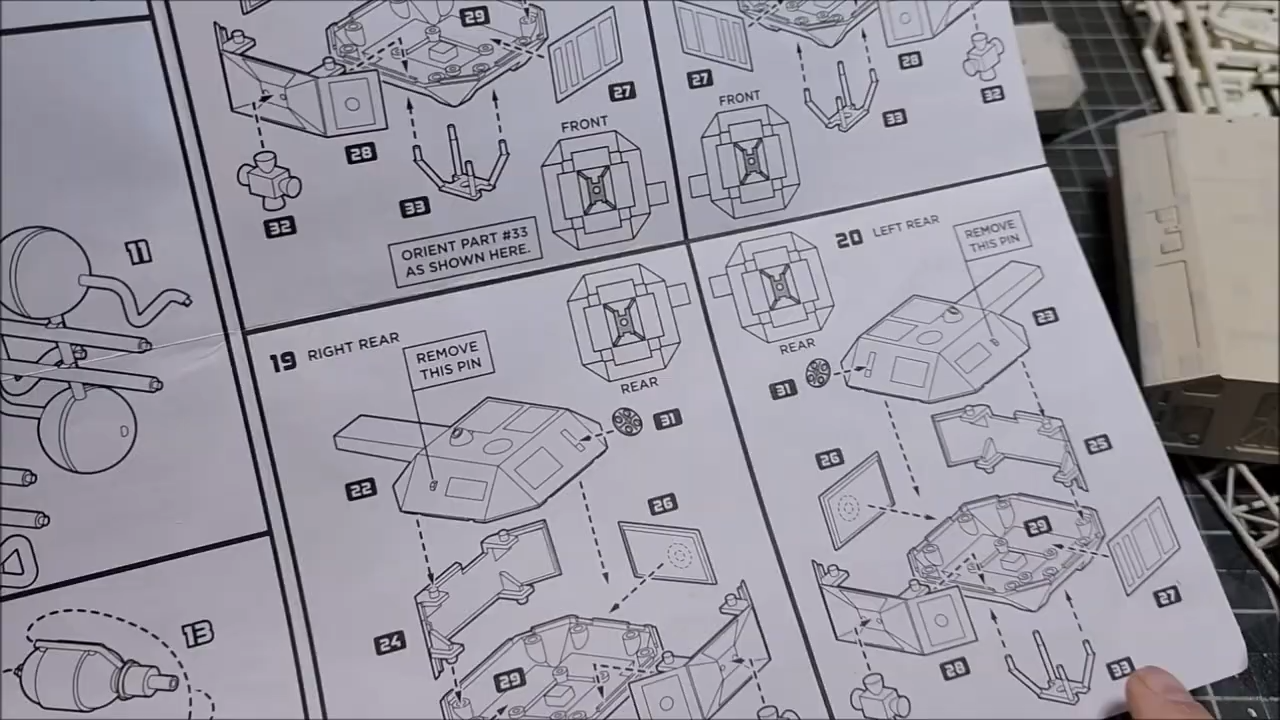 29
27
28
32
33
FRONT
ORIENT PART #33
AS SHOWN HERE.
27
28
32
33
FRONT
11
13
19 RIGHT REAR
REMOVE
THIS PIN
REAR
31
22
26
24
29
20 LEFT REAR
REMOVE
THIS PIN
REAR
23
31
25
26
29
27
28
33